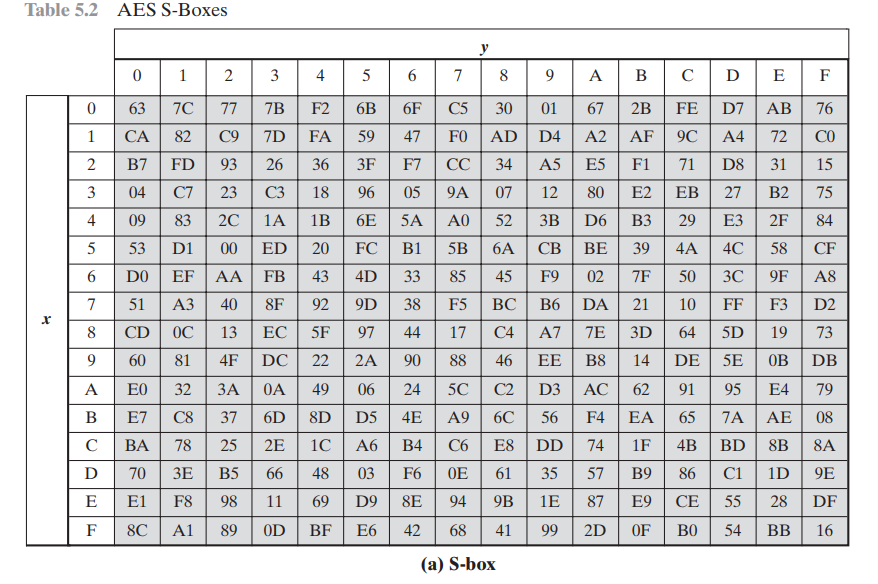 Table 5.2 AES S-Boxes
y
0 1 2 3 4 5 6 7 8 9 A B C D E F
0 63 7C 77 7B F2 6B 6F C5 30 01 67 2B FE D7 AB 76
1 CA 82 C9 7D FA 59 47 F0 AD D4 A2 AF 9C A4 72 C0
2 B7 FD 93 26 36 3F F7 CC 34 A5 E5 F1 71 D8 31 15
3 04 C7 23 C3 18 96 05 9A 07 12 80 E2 EB 27 B2 75
4 09 83 2C 1A 1B 6E 5A A0 52 3B D6 B3 29 E3 2F 84
5 53 D1 00 ED 20 FC B1 5B 6A CB BE 39 4A 4C 58 CF
6 D0 EF AA FB 43 4D 33 85 45 F9 02 7F 50 3C 9F A8
7 51 A3 40 8F 92 9D 38 F5 BC B6 DA 21 10 FF F3 D2
x
8 CD 0C 13 EC 5F 97 44 17 C4 A7 7E 3D 64 5D 19 73
9 60 81 4F DC 22 2A 90 88 46 EE B8 14 DE 5E 0B DB
A E0 32 3A 0A 49 06 24 5C C2 D3 AC 62 91 95 E4 79
B E7 C8 37 6D 8D D5 4E A9 6C 56 F4 EA 65 7A AE 08
C BA 78 25 2E 1C A6 B4 C6 E8 DD 74 1F 4B BD 8B 8A
D 70 3E B5 66 48 03 F6 0E 61 35 57 B9 86 C1 1D 9E
E E1 F8 98 11 69 D9 8E 94 9B 1E 87 E9 CE 55 28 DF
F 8C A1 89 0D BF E6 42 68 41 99 2D 0F B0 54 BB 16
(a) S-box